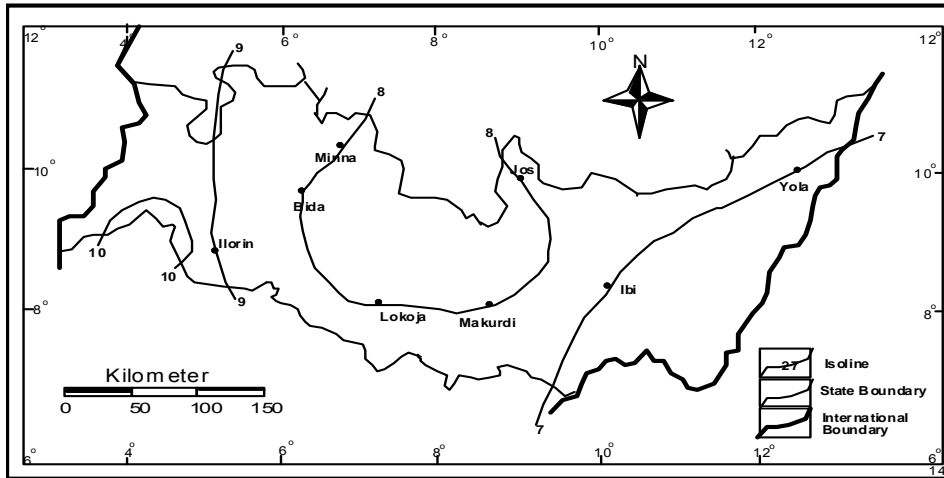 12° 4° 6° 8° 10° 12° 12°
9
8
N
8
7
Minna
Jos
10° 10°
Yola
Bida
Ilorin
10
10
Ibi
9
8° 8°
Lokoja
Makurdi
Kilometer
0 50 100 150
27 Isoline
State Boundary
International
Boundary
7
6° 4° 6° 8° 10° 12° 6°
14